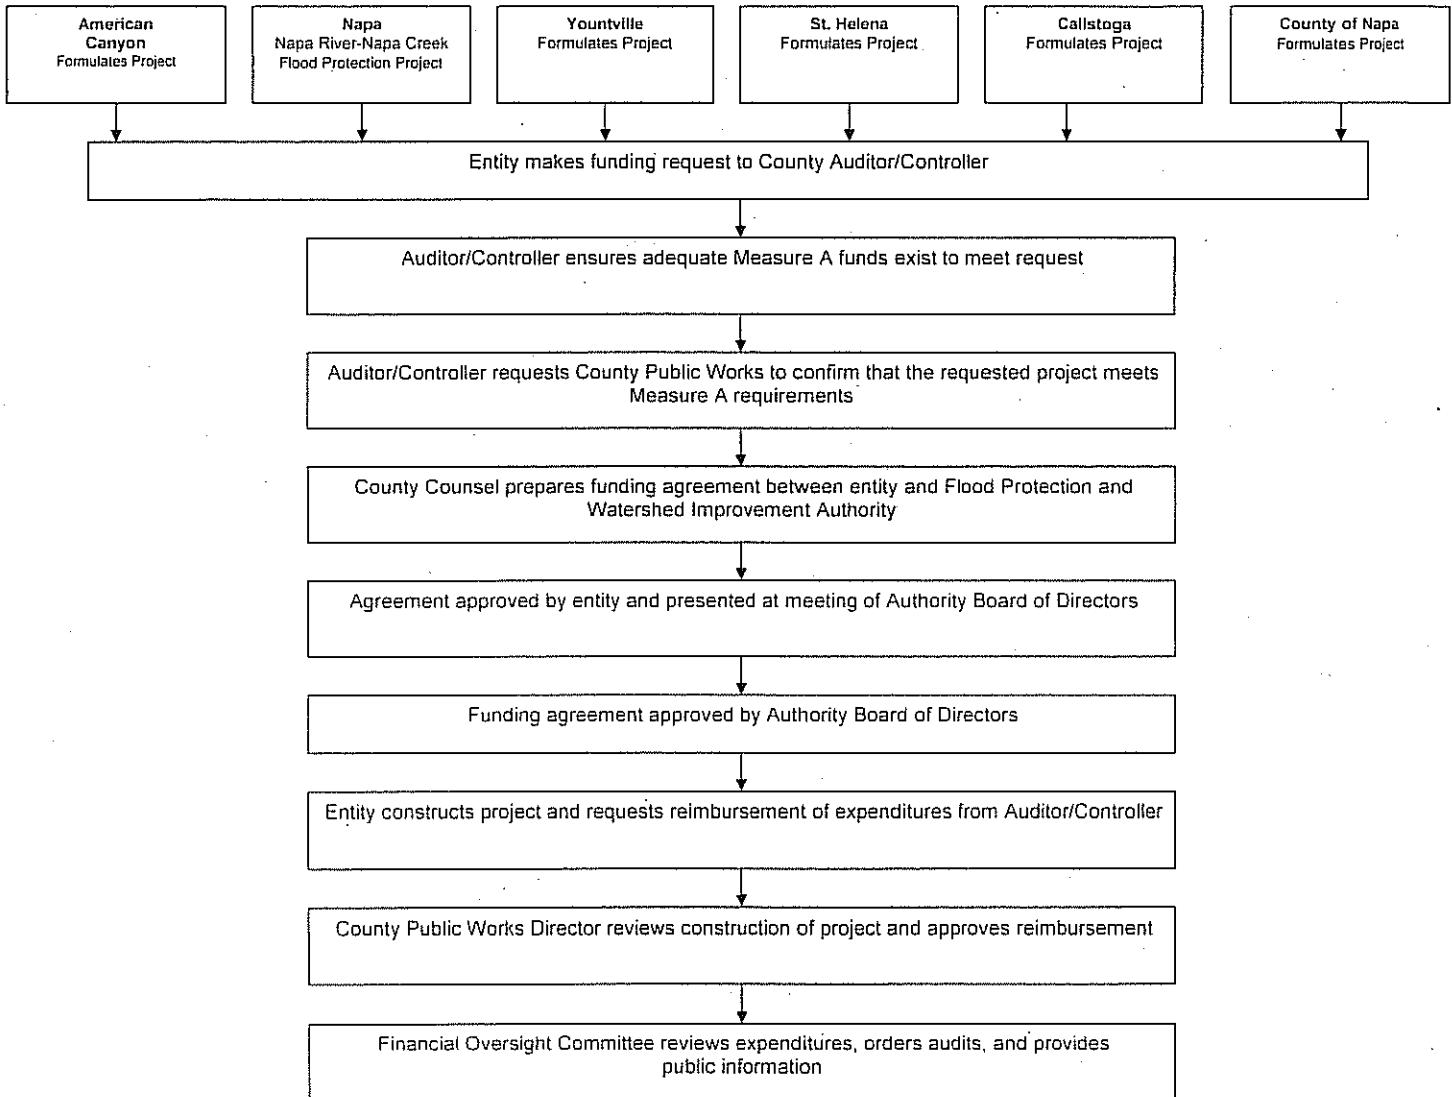 American
Canyon
Formulates Project
Napa
Napa River-Napa Creek
Flood Protection Project
Yountville
Formulates Project
St. Helena
Formulates Project
Calistoga
Formulates Project
County of Napa
Formulates Project
Entity makes funding request to County Auditor/Controller
Auditor/Controller ensures adequate Measure A funds exist to meet request
Auditor/Controller requests County Public Works to confirm that the requested project meets
Measure A requirements
County Counsel prepares funding agreement between entity and Flood Protection and
Watershed Improvement Authority
Agreement approved by entity and presented at meeting of Authority Board of Directors
Funding agreement approved by Authority Board of Directors
Entity constructs project and requests reimbursement of expenditures from Auditor/Controller
County Public Works Director reviews construction of project and approves reimbursement
Financial Oversight Committee reviews expenditures, orders audits, and provides
public information